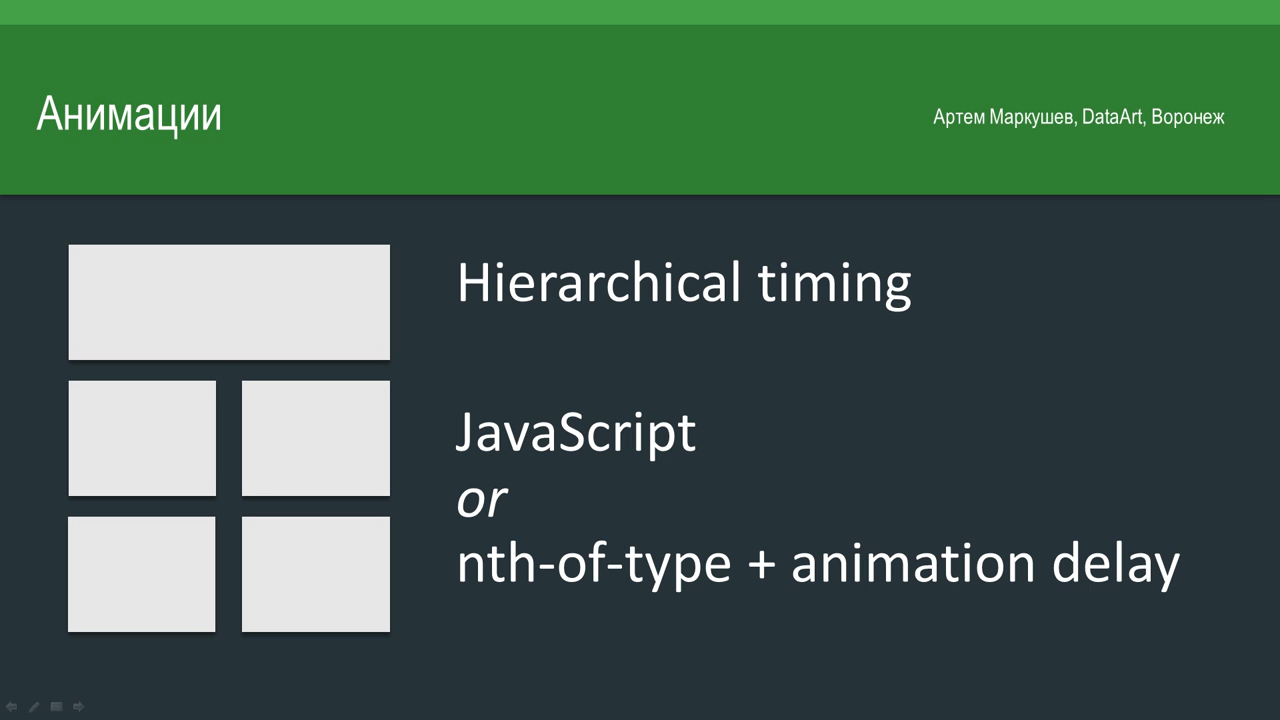 Анимации
Артем Маркушев, DataArt, Воронеж
Hierarchical timing
JavaScript
or
nth-of-type + animation delay